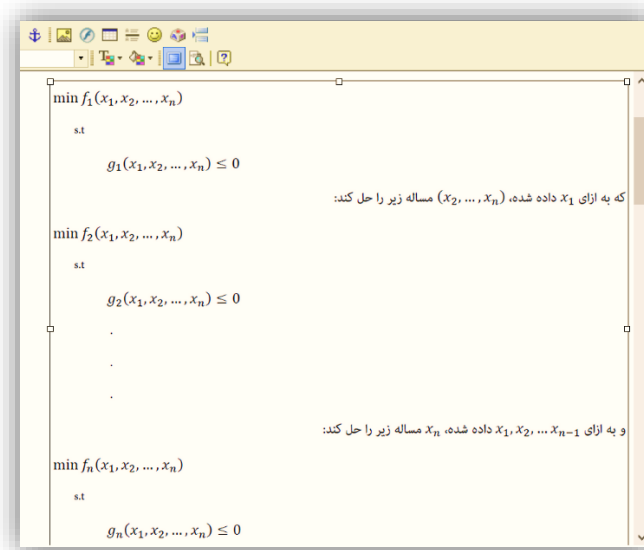 min f₁(x₁, x₂, ..., xₙ)
s.t
g₁(x₁, x₂, ..., xₙ) ≤ 0
که به ازای x₁ داده شده، (x₂, ..., xₙ) مساله زیر را حل کند:
min f₂(x₁, x₂, ..., xₙ)
s.t
g₂(x₁, x₂, ..., xₙ) ≤ 0
.
.
.
و به ازای x₁, x₂, ... xₙ₋₁ داده شده، xₙ مساله زیر را حل کند:
min fₙ(x₁, x₂, ..., xₙ)
s.t
gₙ(x₁, x₂, ..., xₙ) ≤ 0